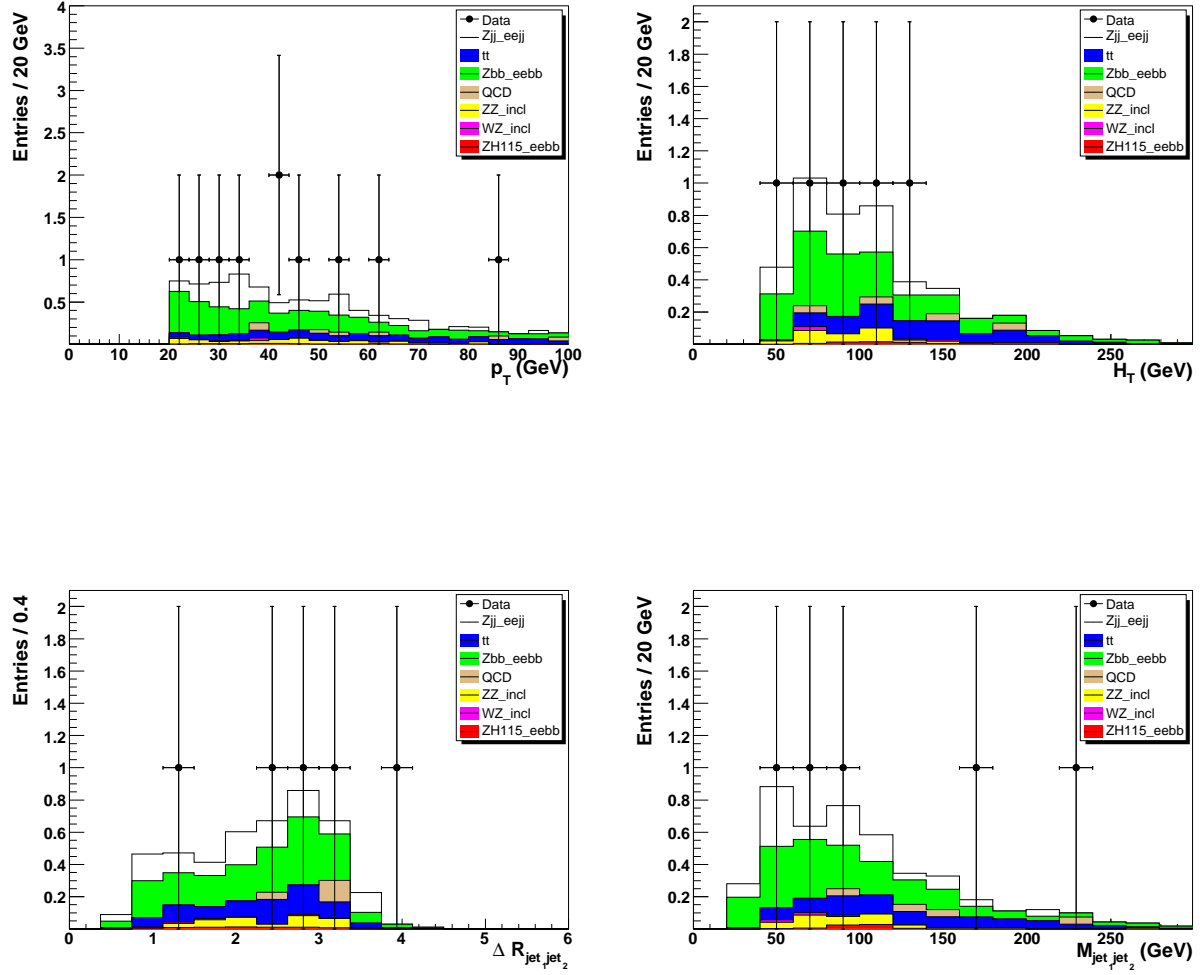 Entries / 20 GeV
4
3.5
3
2.5
2
1.5
1
0.5
0 10 20 30 40 50 60 70 80 90 100
p_T (GeV)
Data
Zjj_eejj
tt
Zbb_eebb
QCD
ZZ_incl
WZ_incl
ZH115_eebb
Entries / 20 GeV
2
1.8
1.6
1.4
1.2
1
0.8
0.6
0.4
0.2
0 50 100 150 200 250
H_T (GeV)
Data
Zjj_eejj
tt
Zbb_eebb
QCD
ZZ_incl
WZ_incl
ZH115_eebb
Entries / 0.4
2
1.8
1.6
1.4
1.2
1
0.8
0.6
0.4
0.2
0 1 2 3 4 5 6
Δ R_jet_1jet_2
Data
Zjj_eejj
tt
Zbb_eebb
QCD
ZZ_incl
WZ_incl
ZH115_eebb
Entries / 20 GeV
2
1.8
1.6
1.4
1.2
1
0.8
0.6
0.4
0.2
0 50 100 150 200 250
M_jet_1jet_2 (GeV)
Data
Zjj_eejj
tt
Zbb_eebb
QCD
ZZ_incl
WZ_incl
ZH115_eebb